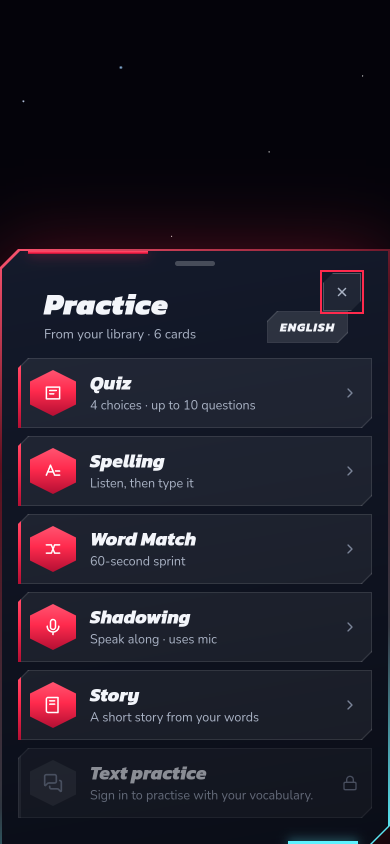 Practice
From your library · 6 cards
ENGLISH
Quiz
4 choices · up to 10 questions
Spelling
Listen, then type it
Word Match
60-second sprint
Shadowing
Speak along · uses mic
Story
A short story from your words
Text practice
Sign in to practise with your vocabulary.